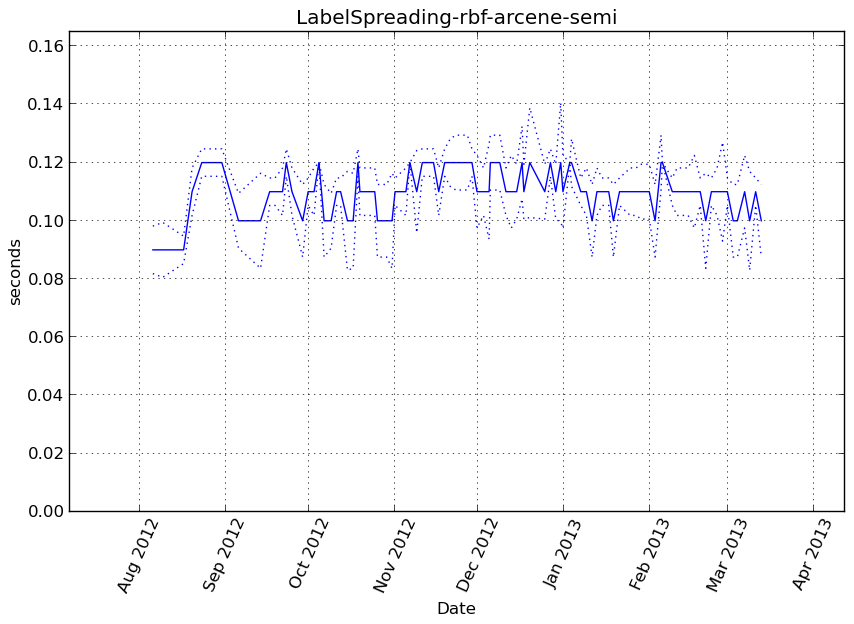 LabelSpreading-rbf-arcene-semi
0.16
0.14
0.12
0.10
0.08
0.06
0.04
0.02
0.00
seconds
Aug 2012
Sep 2012
Oct 2012
Nov 2012
Dec 2012
Jan 2013
Feb 2013
Mar 2013
Apr 2013
Date